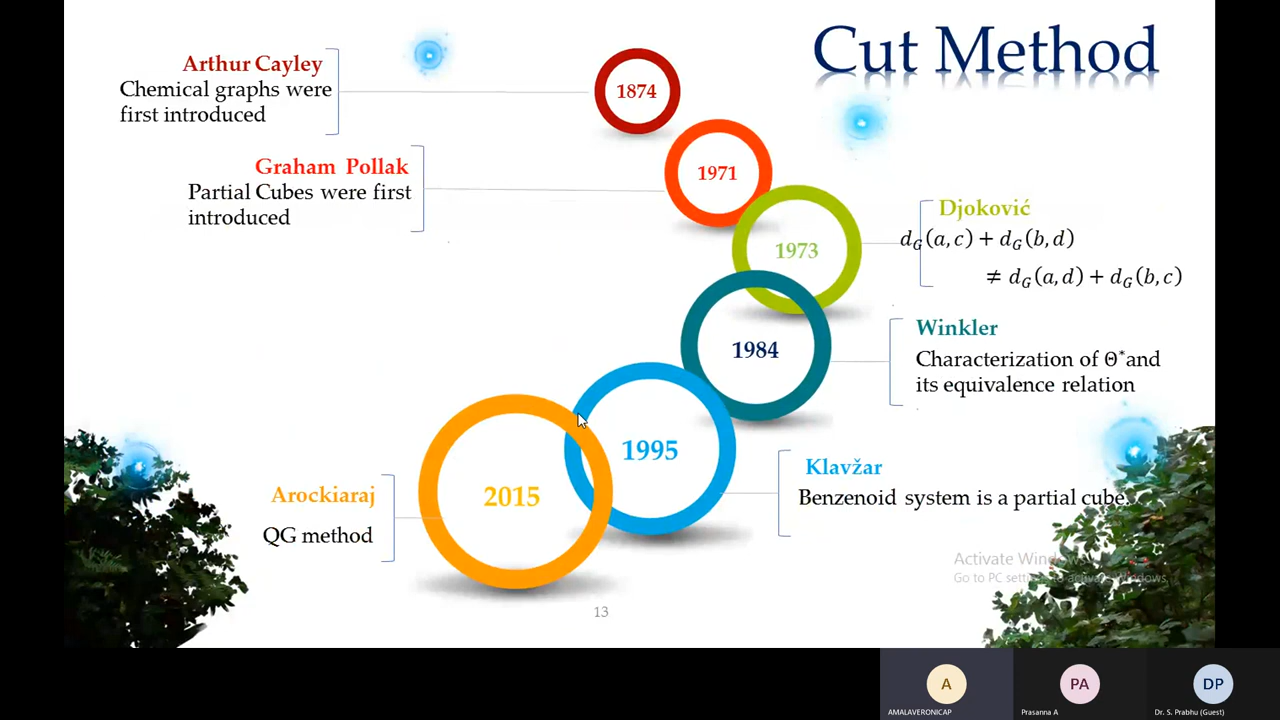 Cut Method
Arthur Cayley
Chemical graphs were
first introduced
1874
Graham Pollak
Partial Cubes were first
introduced
1971
Djoković
d_G(a,c) + d_G(b,d)
≠ d_G(a,d) + d_G(b,c)
1973
Winkler
Characterization of Θ* and
its equivalence relation
1984
Klavžar
Benzenoid system is a partial cube.
1995
Arockiaraj
QG method
2015
Activate Windows
Go to PC settings to activate Windows.
13
A
PA
DP
AMALAVERONICAP
Prasanna A
Dr. S. Prabhu (Guest)